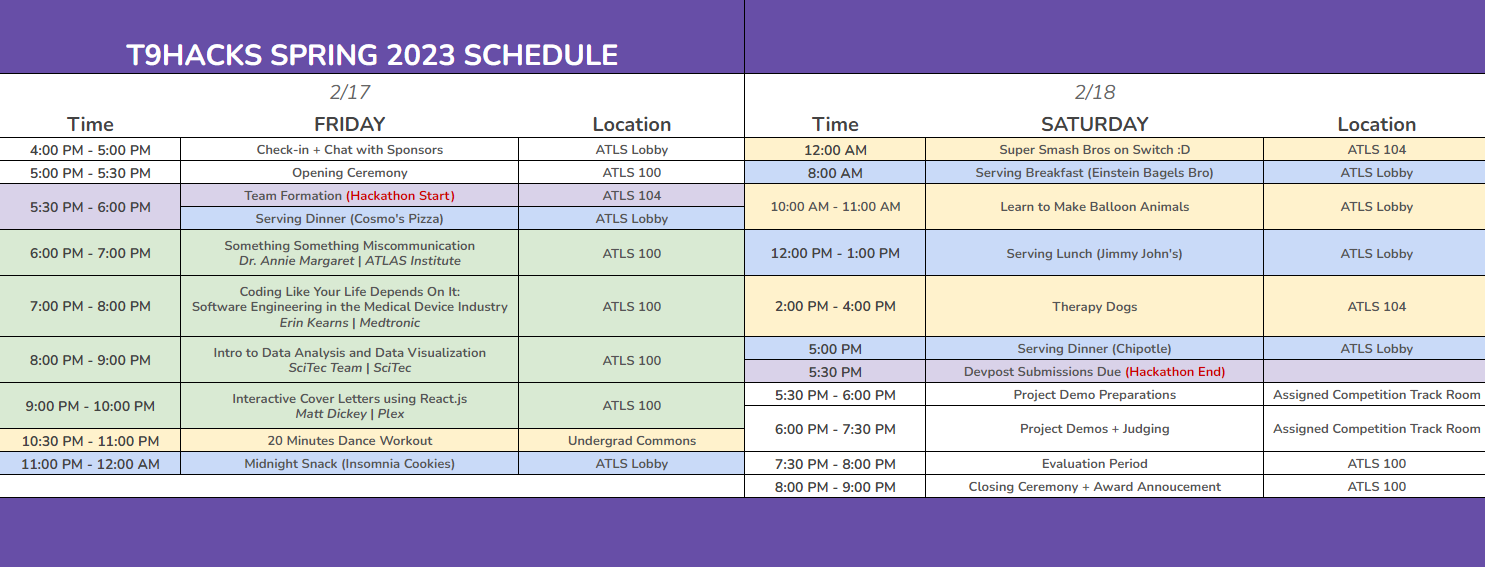 T9HACKS SPRING 2023 SCHEDULE
2/17
Time FRIDAY Location
4:00 PM - 5:00 PM Check-in + Chat with Sponsors ATLS Lobby
5:00 PM - 5:30 PM Opening Ceremony ATLS 100
5:30 PM - 6:00 PM Team Formation (Hackathon Start) ATLS 104
Serving Dinner (Cosmo's Pizza) ATLS Lobby
6:00 PM - 7:00 PM Something Something Miscommunication ATLS 100
Dr. Annie Margaret | ATLAS Institute
7:00 PM - 8:00 PM Coding Like Your Life Depends On It: ATLS 100
Software Engineering in the Medical Device Industry
Erin Kearns | Medtronic
8:00 PM - 9:00 PM Intro to Data Analysis and Data Visualization ATLS 100
SciTec Team | SciTec
9:00 PM - 10:00 PM Interactive Cover Letters using React.js ATLS 100
Matt Dickey | Plex
10:30 PM - 11:00 PM 20 Minutes Dance Workout Undergrad Commons
11:00 PM - 12:00 AM Midnight Snack (Insomnia Cookies) ATLS Lobby
2/18
Time SATURDAY Location
12:00 AM Super Smash Bros on Switch :D ATLS 104
8:00 AM Serving Breakfast (Einstein Bagels Bro) ATLS Lobby
10:00 AM - 11:00 AM Learn to Make Balloon Animals ATLS Lobby
12:00 PM - 1:00 PM Serving Lunch (Jimmy John's) ATLS Lobby
2:00 PM - 4:00 PM Therapy Dogs ATLS 104
5:00 PM Serving Dinner (Chipotle) ATLS Lobby
5:30 PM Devpost Submissions Due (Hackathon End)
5:30 PM - 6:00 PM Project Demo Preparations Assigned Competition Track Room
6:00 PM - 7:30 PM Project Demos + Judging Assigned Competition Track Room
7:30 PM - 8:00 PM Evaluation Period ATLS 100
8:00 PM - 9:00 PM Closing Ceremony + Award Annoucement ATLS 100